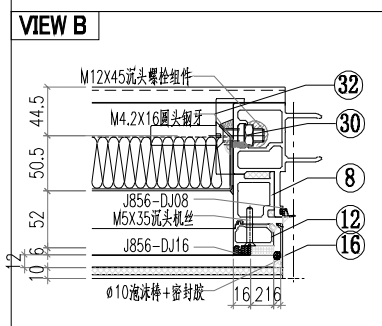 VIEW B
M12X45沉头螺栓组件
32
M4.2X16圆头钢牙
30
44.5
50.5
8
J856-DJ08
M5X35沉头机丝
52
12
J856-DJ16
16
6
12
10
ø10泡沫棒+密封胶
16 21 6